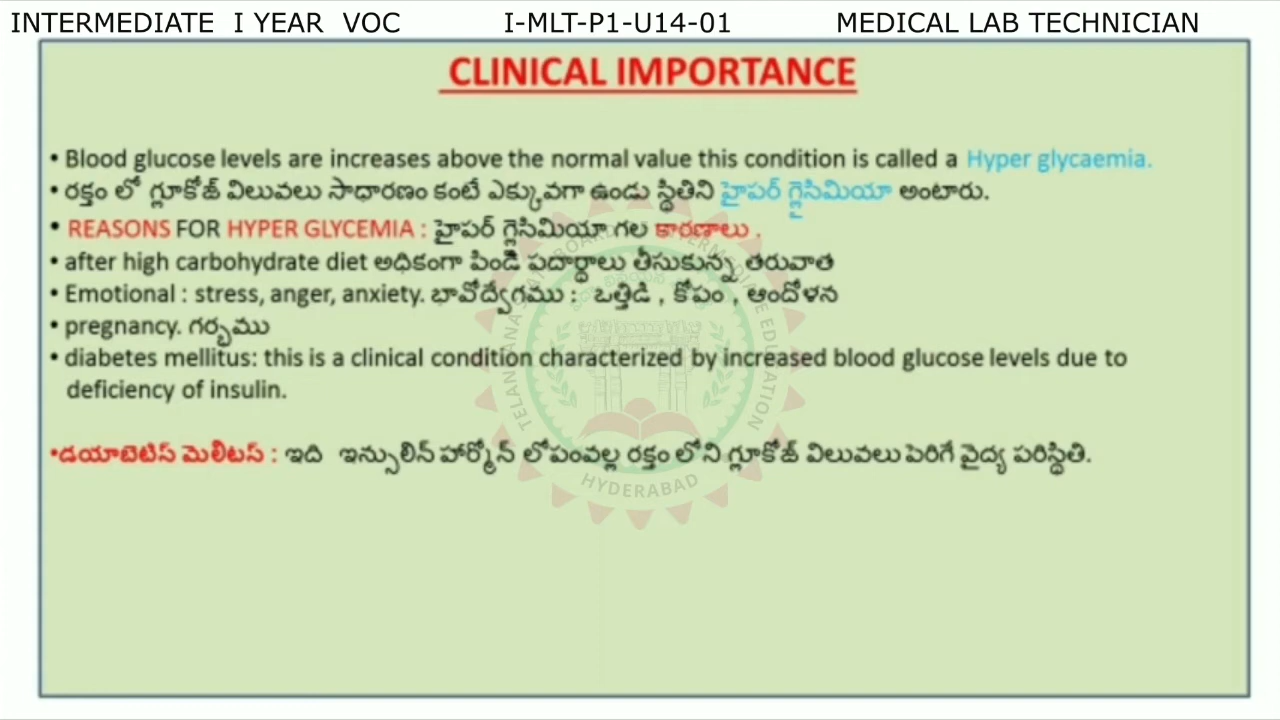 INTERMEDIATE I YEAR VOC I-MLT-P1-U14-01 MEDICAL LAB TECHNICIAN
CLINICAL IMPORTANCE
• Blood glucose levels are increases above the normal value this condition is called a Hyper glycaemia.
• రక్తం లో గ్లూకోజ్ విలువలు సాధారణం కంటే ఎక్కువగా ఉండు స్థితిని హైపర్ గ్లైసిమియా అంటారు.
• REASONS FOR HYPER GLYCEMIA : హైపర్ గ్లైసిమియా గల కారణాలు .
• after high carbohydrate diet అధికంగా పిండి పదార్థాలు తీసుకున్న తరువాత
• Emotional : stress, anger, anxiety. బావోద్వేగము : ఒత్తిడి , కోపం , ఆందోళన
• pregnancy. గర్భము
• diabetes mellitus: this is a clinical condition characterized by increased blood glucose levels due to
deficiency of insulin.
•డయాబెటిస్ మెలీటస్ : ఇది ఇన్సులిన్ హార్మోన్ లోపంవల్ల రక్తం లోని గ్లూకోజ్ విలువలు పెరిగే వైద్య పరిస్థితి.
TELANGANA STATE BOARD OF INTERMEDIATE EDUCATION
HYDERABAD